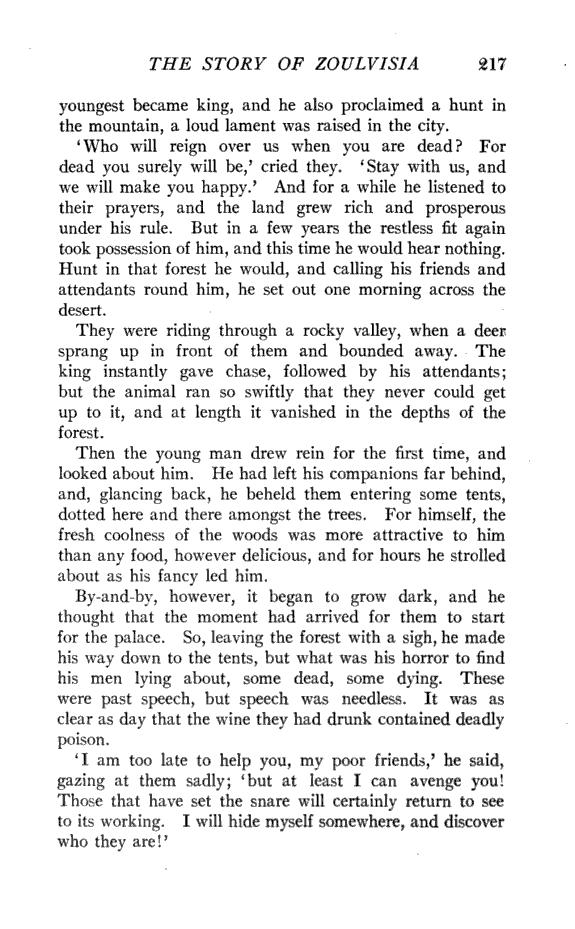 THE STORY OF ZOULVISIA 217
youngest became king, and he also proclaimed a hunt in
the mountain, a loud lament was raised in the city.
‘Who will reign over us when you are dead? For
dead you surely will be,’ cried they. ‘Stay with us, and
we will make you happy.’ And for a while he listened to
their prayers, and the land grew rich and prosperous
under his rule. But in a few years the restless fit again
took possession of him, and this time he would hear nothing.
Hunt in that forest he would, and calling his friends and
attendants round him, he set out one morning across the
desert.
They were riding through a rocky valley, when a deer
sprang up in front of them and bounded away. The
king instantly gave chase, followed by his attendants;
but the animal ran so swiftly that they never could get
up to it, and at length it vanished in the depths of the
forest.
Then the young man drew rein for the first time, and
looked about him. He had left his companions far behind,
and, glancing back, he beheld them entering some tents,
dotted here and there amongst the trees. For himself, the
fresh coolness of the woods was more attractive to him
than any food, however delicious, and for hours he strolled
about as his fancy led him.
By-and-by, however, it began to grow dark, and he
thought that the moment had arrived for them to start
for the palace. So, leaving the forest with a sigh, he made
his way down to the tents, but what was his horror to find
his men lying about, some dead, some dying. These
were past speech, but speech was needless. It was as
clear as day that the wine they had drunk contained deadly
poison.
‘I am too late to help you, my poor friends,’ he said,
gazing at them sadly; ‘but at least I can avenge you!
Those that have set the snare will certainly return to see
to its working. I will hide myself somewhere, and discover
who they are!’